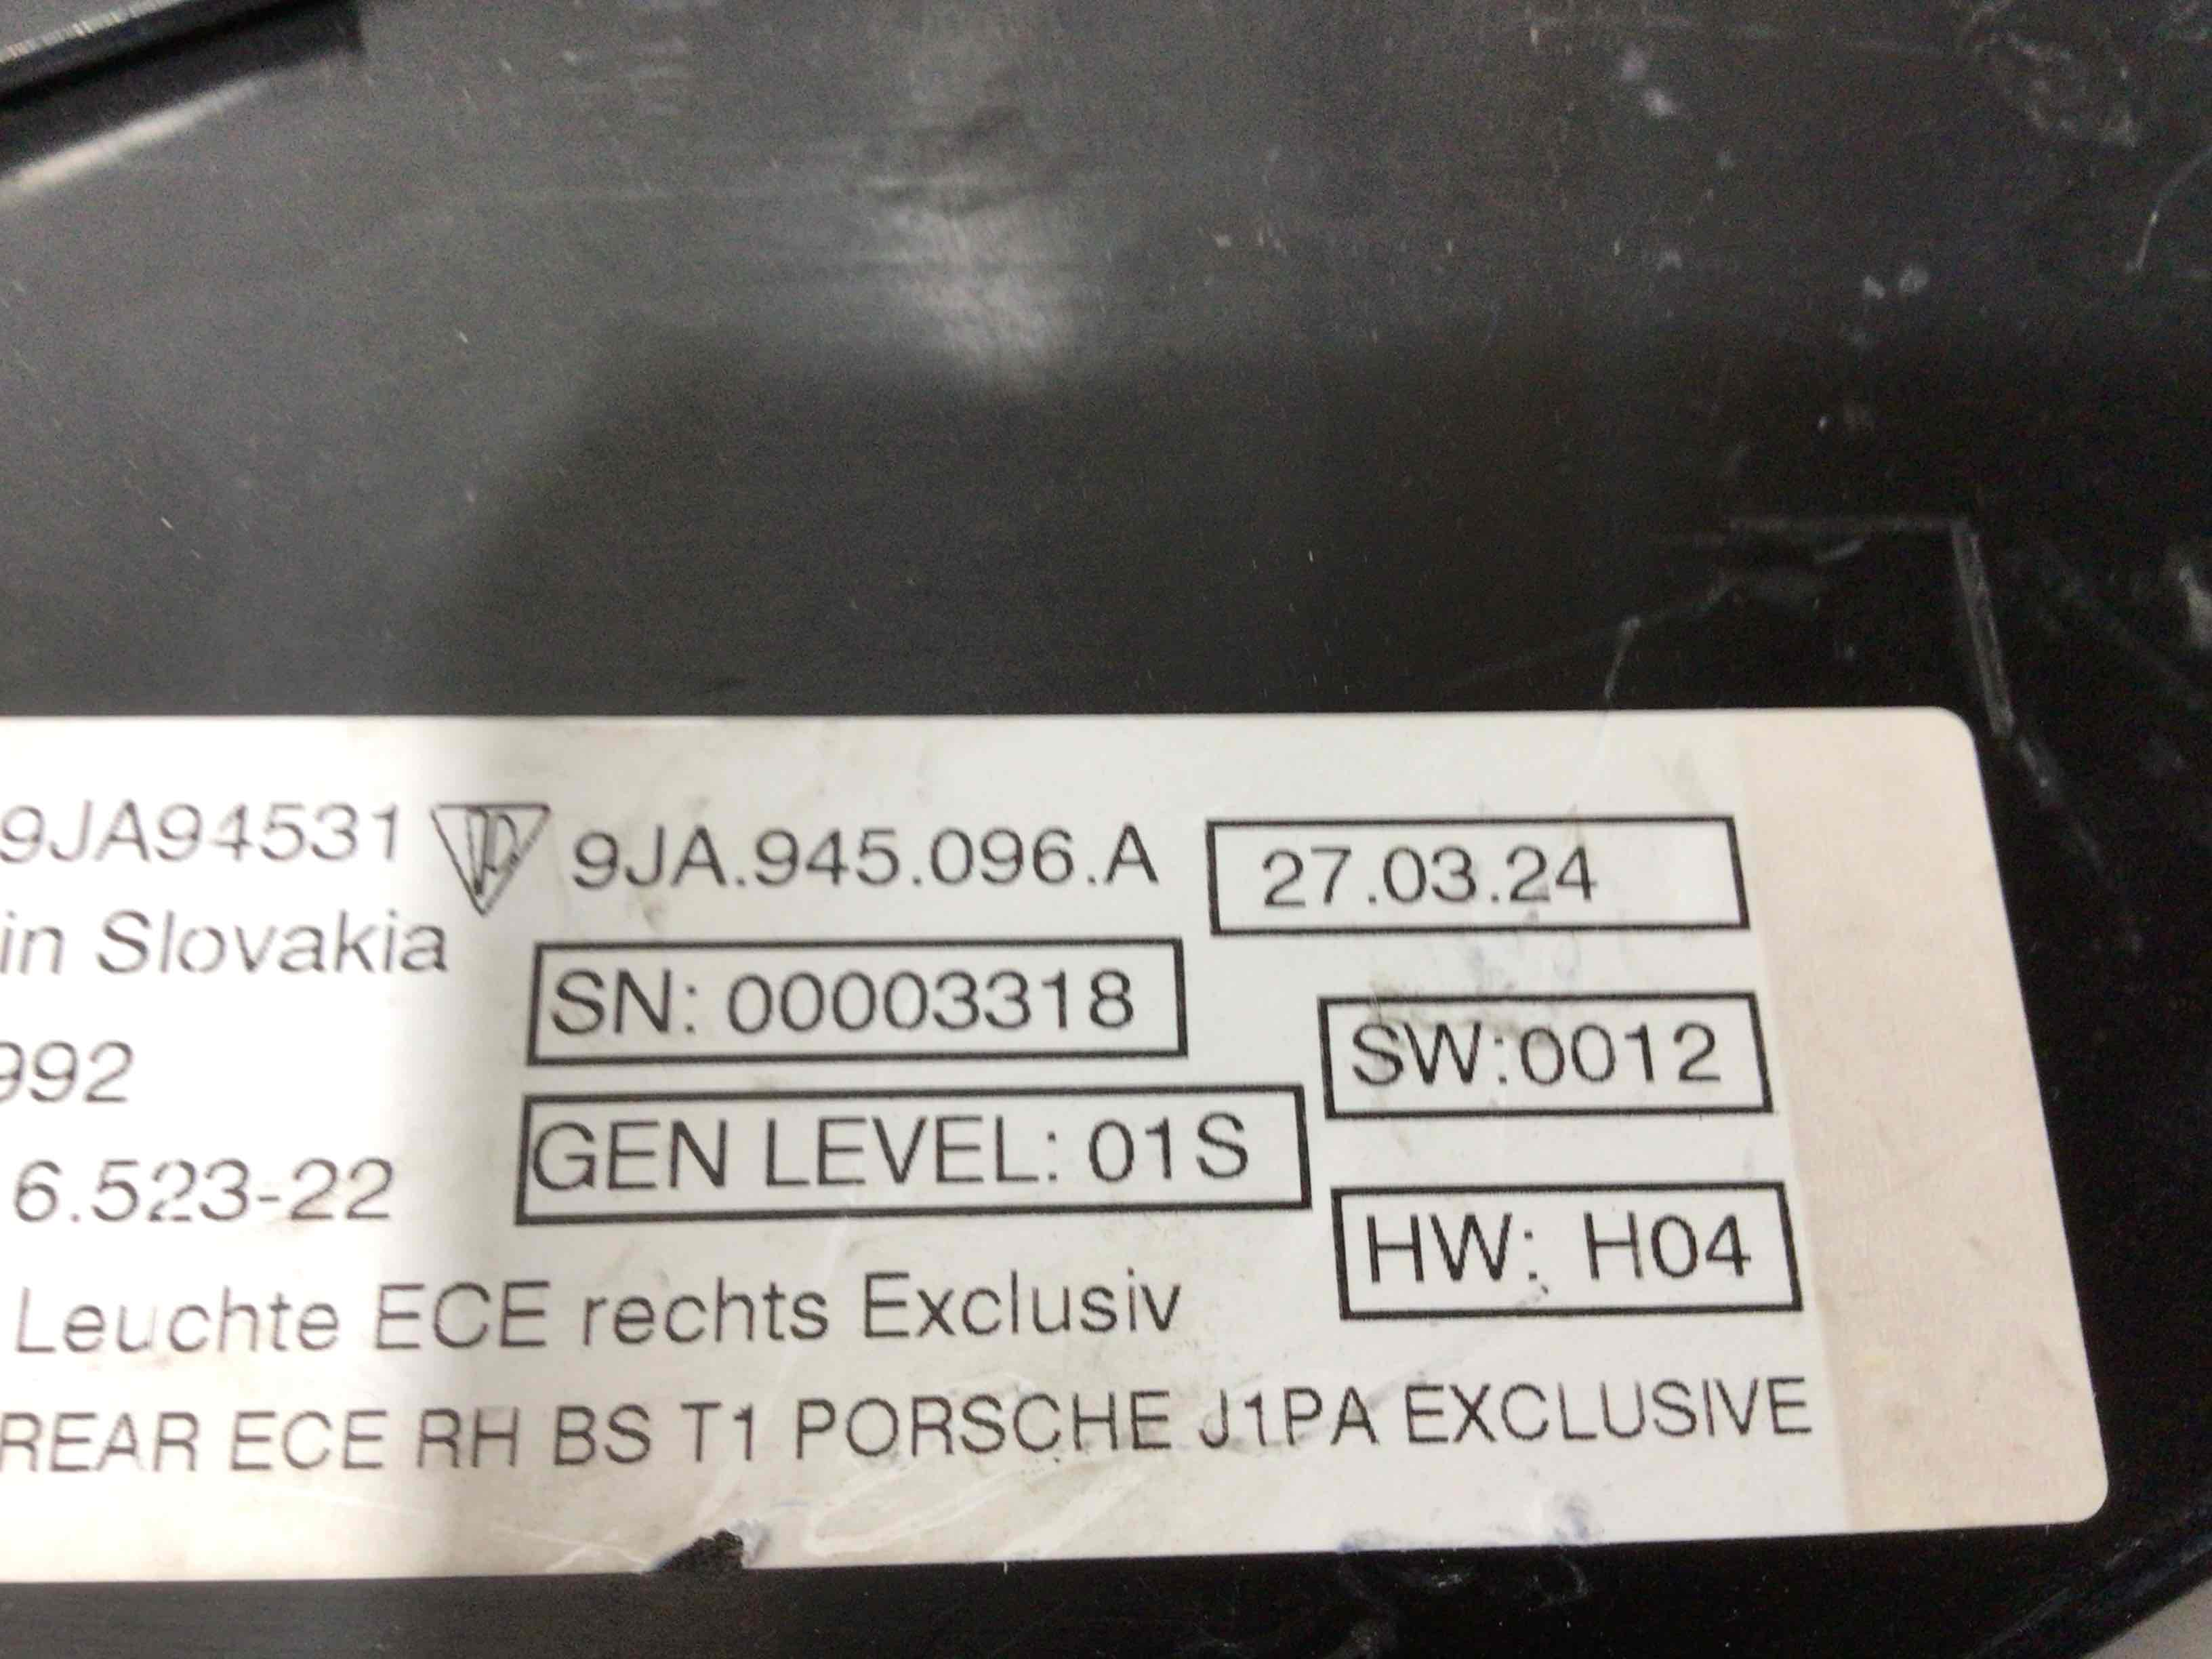 9JA94531 9JA.945.096.A 27.03.24
in Slovakia SN: 00003318
992 SW:0012
6.523-22 GEN LEVEL: 01S HW: H04
Leuchte ECE rechts Exclusiv
REAR ECE RH BS T1 PORSCHE J1PA EXCLUSIVE